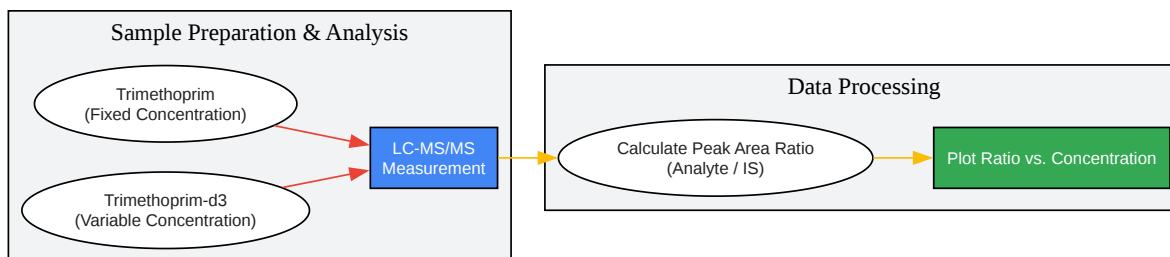 Sample Preparation & Analysis
Trimethoprim
(Fixed Concentration)
Trimethoprim-d3
(Variable Concentration)
LC-MS/MS
Measurement
Data Processing
Calculate Peak Area Ratio
(Analyte / IS)
Plot Ratio vs. Concentration